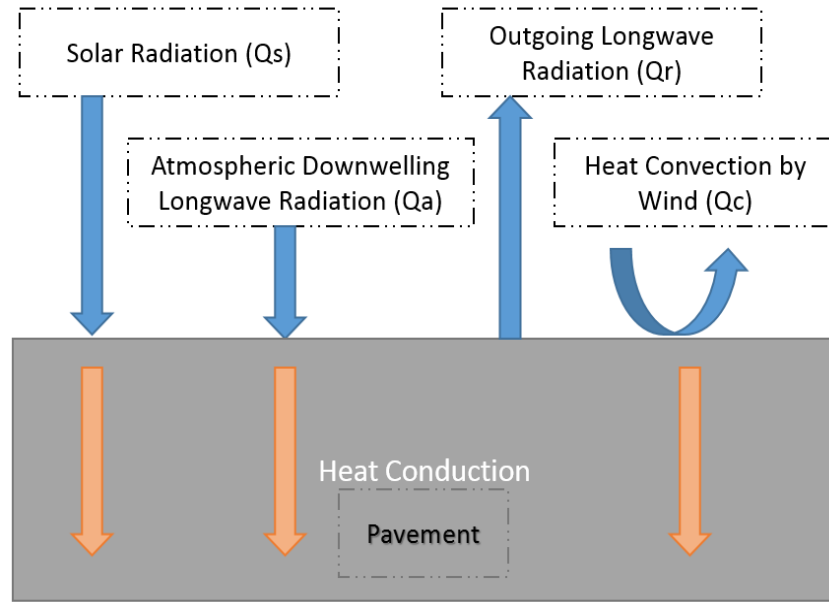 Solar Radiation (Qs)
Outgoing Longwave
Radiation (Qr)
Atmospheric Downwelling
Longwave Radiation (Qa)
Heat Convection by
Wind (Qc)
Heat Conduction
Pavement